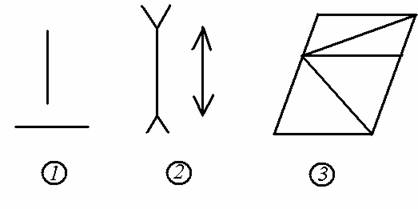 ① ② ③